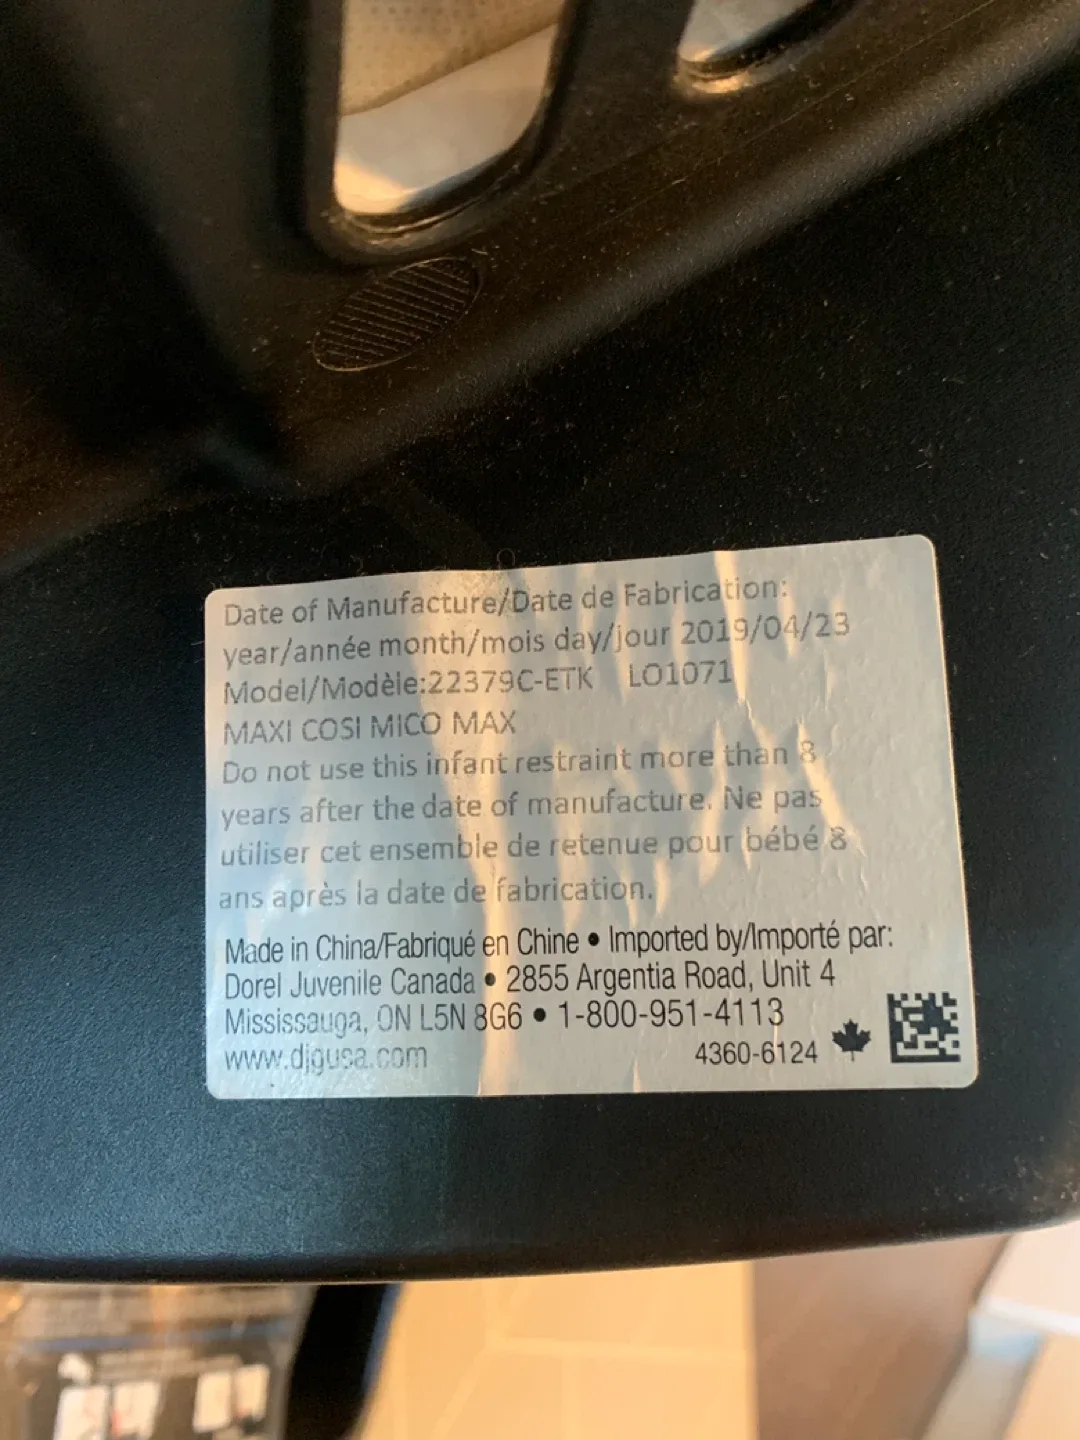 Date of Manufacture/Date de Fabrication:
year/année month/mois day/jour 2019/04/23
Model/Modèle:22379C-ETK LO1071
MAXI COSI MICO MAX
Do not use this infant restraint more than 8
years after the date of manufacture. Ne pas
utiliser cet ensemble de retenue pour bébé 8
ans après la date de fabrication.
Made in China/Fabriqué en Chine • Imported by/Importé par:
Dorel Juvenile Canada • 2855 Argentia Road, Unit 4
Mississauga, ON L5N 8G6 • 1-800-951-4113
www.djgusa.com 4360-6124